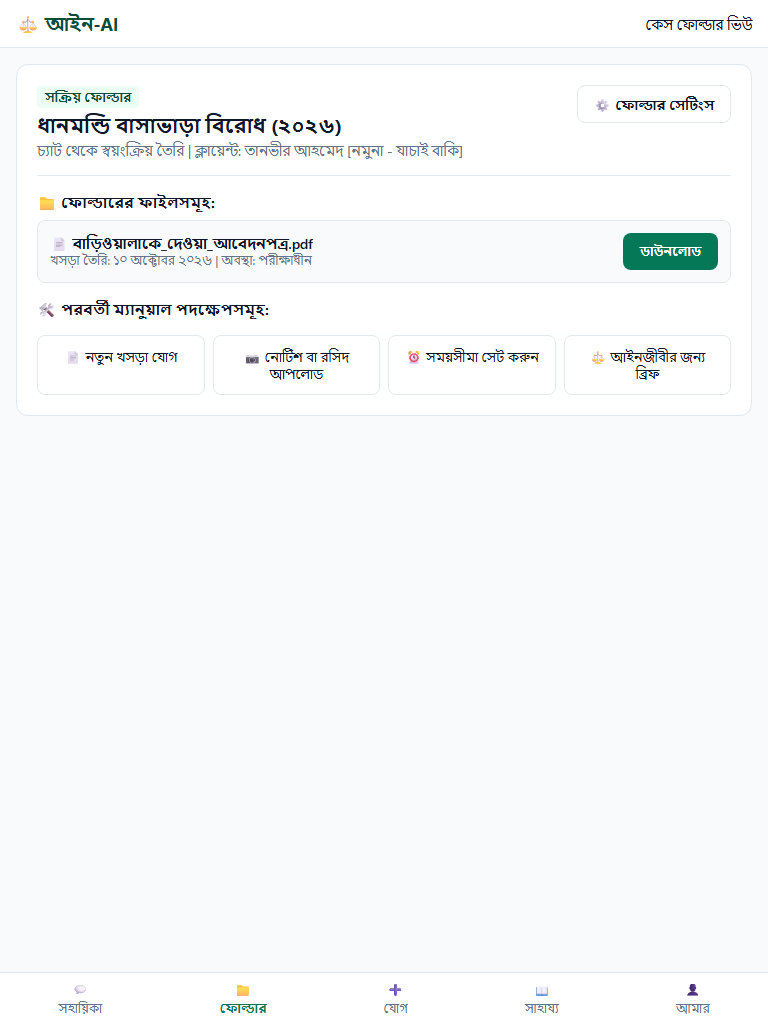 আইন-AI
কেস ফোল্ডার ভিউ
সক্রিয় ফোল্ডার
ধানমন্ডি বাসাভাড়া বিরোধ (২০২৬)
চ্যাট থেকে স্বয়ংক্রিয় তৈরি | ক্লায়েন্ট: তানভীর আহমেদ [নমুনা - যাচাই বাকি]
ফোল্ডার সেটিংস
ফোল্ডারের ফাইলসমূহ:
বাড়িওয়ালাকে_দেওয়া_আবেদনপত্র.pdf
খসড়া তৈরি: ১০ অক্টোবর ২০২৬ | অবস্থা: পরীক্ষাধীন
ডাউনলোড
পরবর্তী ম্যানুয়াল পদক্ষেপসমূহ:
নতুন খসড়া যোগ
নোটিশ বা রসিদ
আপলোড
সময়সীমা সেট করুন
আইনজীবীর জন্য
ব্রিফ
সহায়িকা
ফোল্ডার
যোগ
সাহায্য
আমার